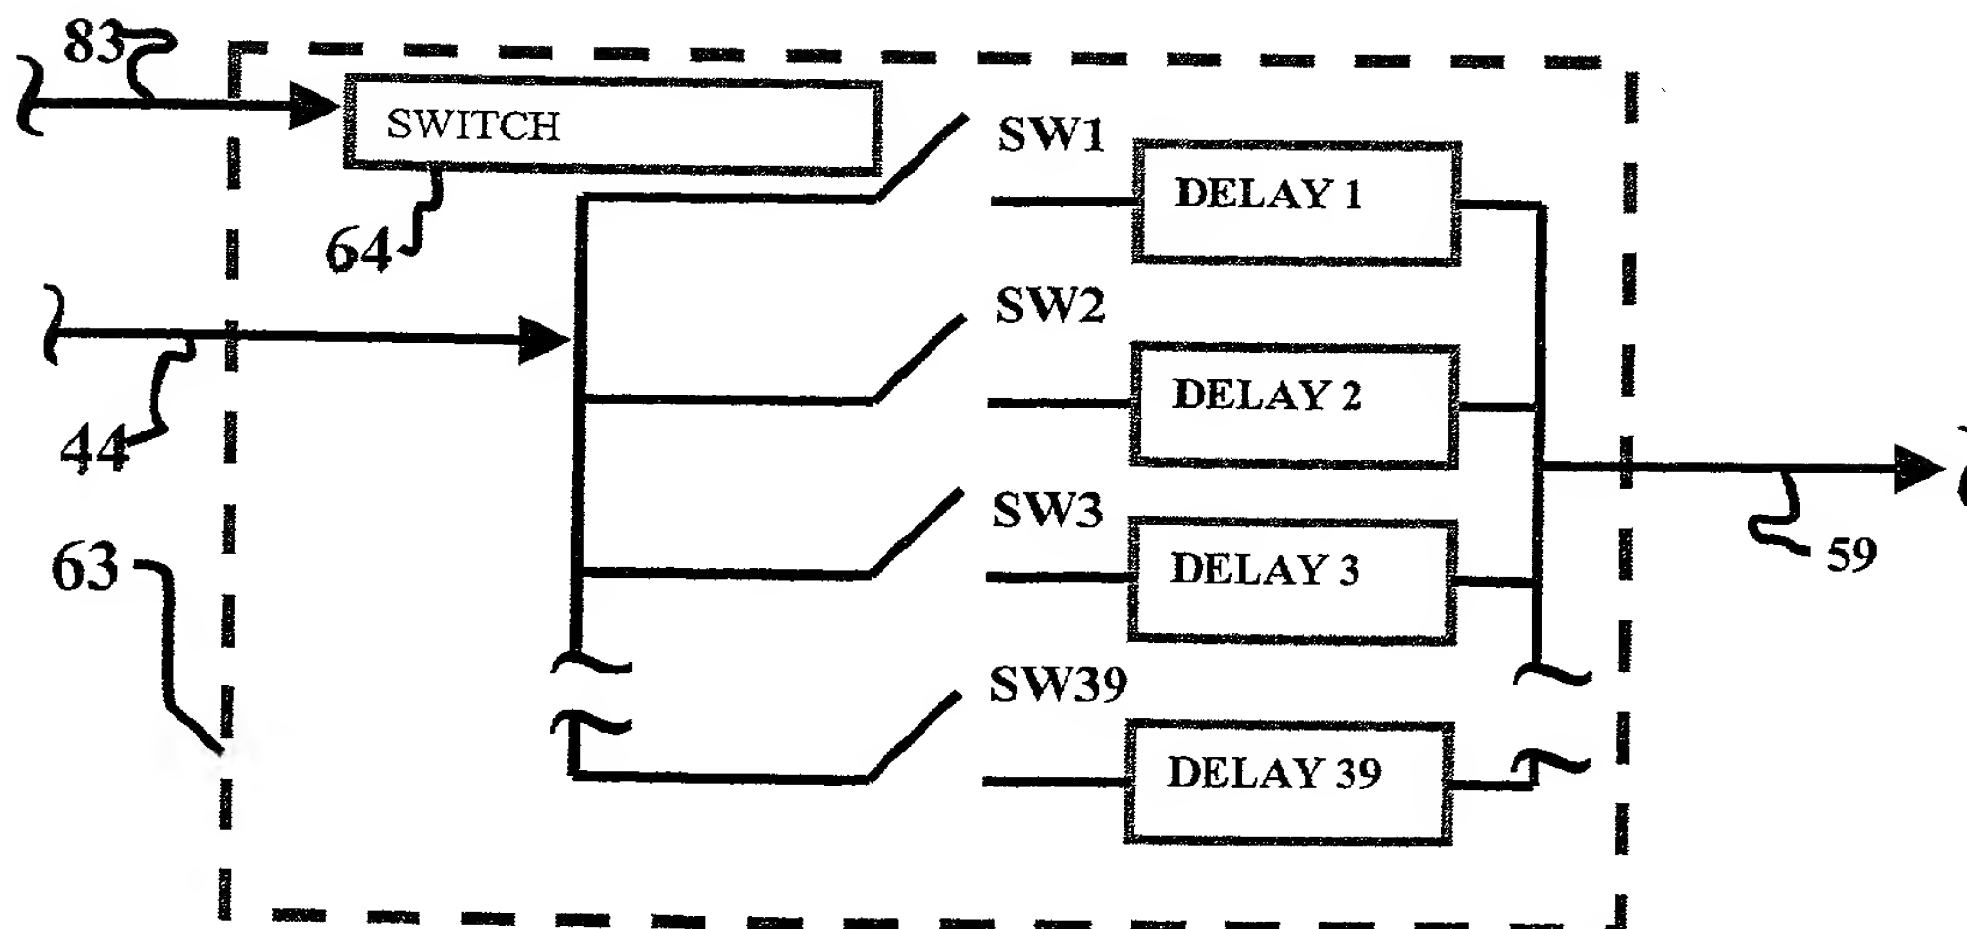 83
SWITCH
SW1
DELAY 1
64
SW2
DELAY 2
44
SW3
DELAY 3
59
63
SW39
DELAY 39